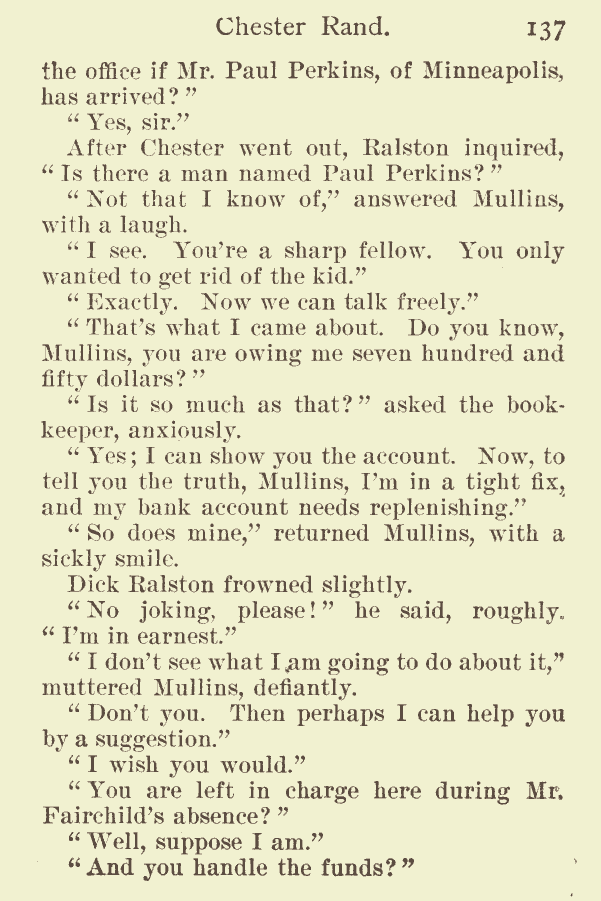 Chester Rand. 137
the office if Mr. Paul Perkins, of Minneapolis,
has arrived?”
“Yes, sir.”
After Chester went out, Ralston inquired,
“Is there a man named Paul Perkins?”
“Not that I know of,” answered Mullins,
with a laugh.
“I see. You’re a sharp fellow. You only
wanted to get rid of the kid.”
“Exactly. Now we can talk freely.”
“That’s what I came about. Do you know,
Mullins, you are owing me seven hundred and
fifty dollars?”
“Is it so much as that?” asked the book-
keeper, anxiously.
“Yes; I can show you the account. Now, to
tell you the truth, Mullins, I’m in a tight fix,
and my bank account needs replenishing.”
“So does mine,” returned Mullins, with a
sickly smile.
Dick Ralston frowned slightly.
“No joking, please!” he said, roughly.
“I’m in earnest.”
“I don’t see what I am going to do about it,”
muttered Mullins, defiantly.
“Don’t you. Then perhaps I can help you
by a suggestion.”
“I wish you would.”
“You are left in charge here during Mr.
Fairchild’s absence?”
“Well, suppose I am.”
“And you handle the funds?”